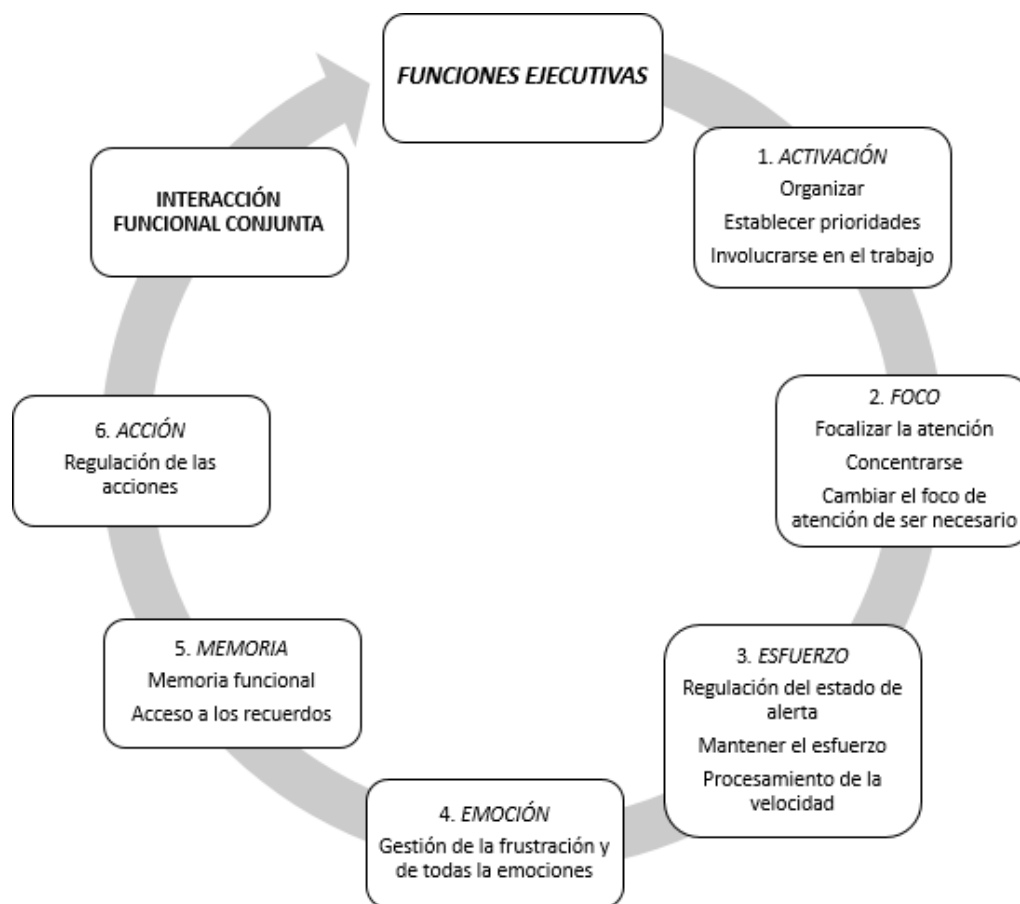 FUNCIONES EJECUTIVAS
1. ACTIVACIÓN
Organizar
Establecer prioridades
Involucrarse en el trabajo
2. FOCO
Focalizar la atención
Concentrarse
Cambiar el foco de
atención de ser necesario
3. ESFUERZO
Regulación del estado de
alerta
Mantener el esfuerzo
Procesamiento de la
velocidad
4. EMOCIÓN
Gestión de la frustración y
de todas la emociones
5. MEMORIA
Memoria funcional
Acceso a los recuerdos
6. ACCIÓN
Regulación de las
acciones
INTERACCIÓN
FUNCIONAL CONJUNTA